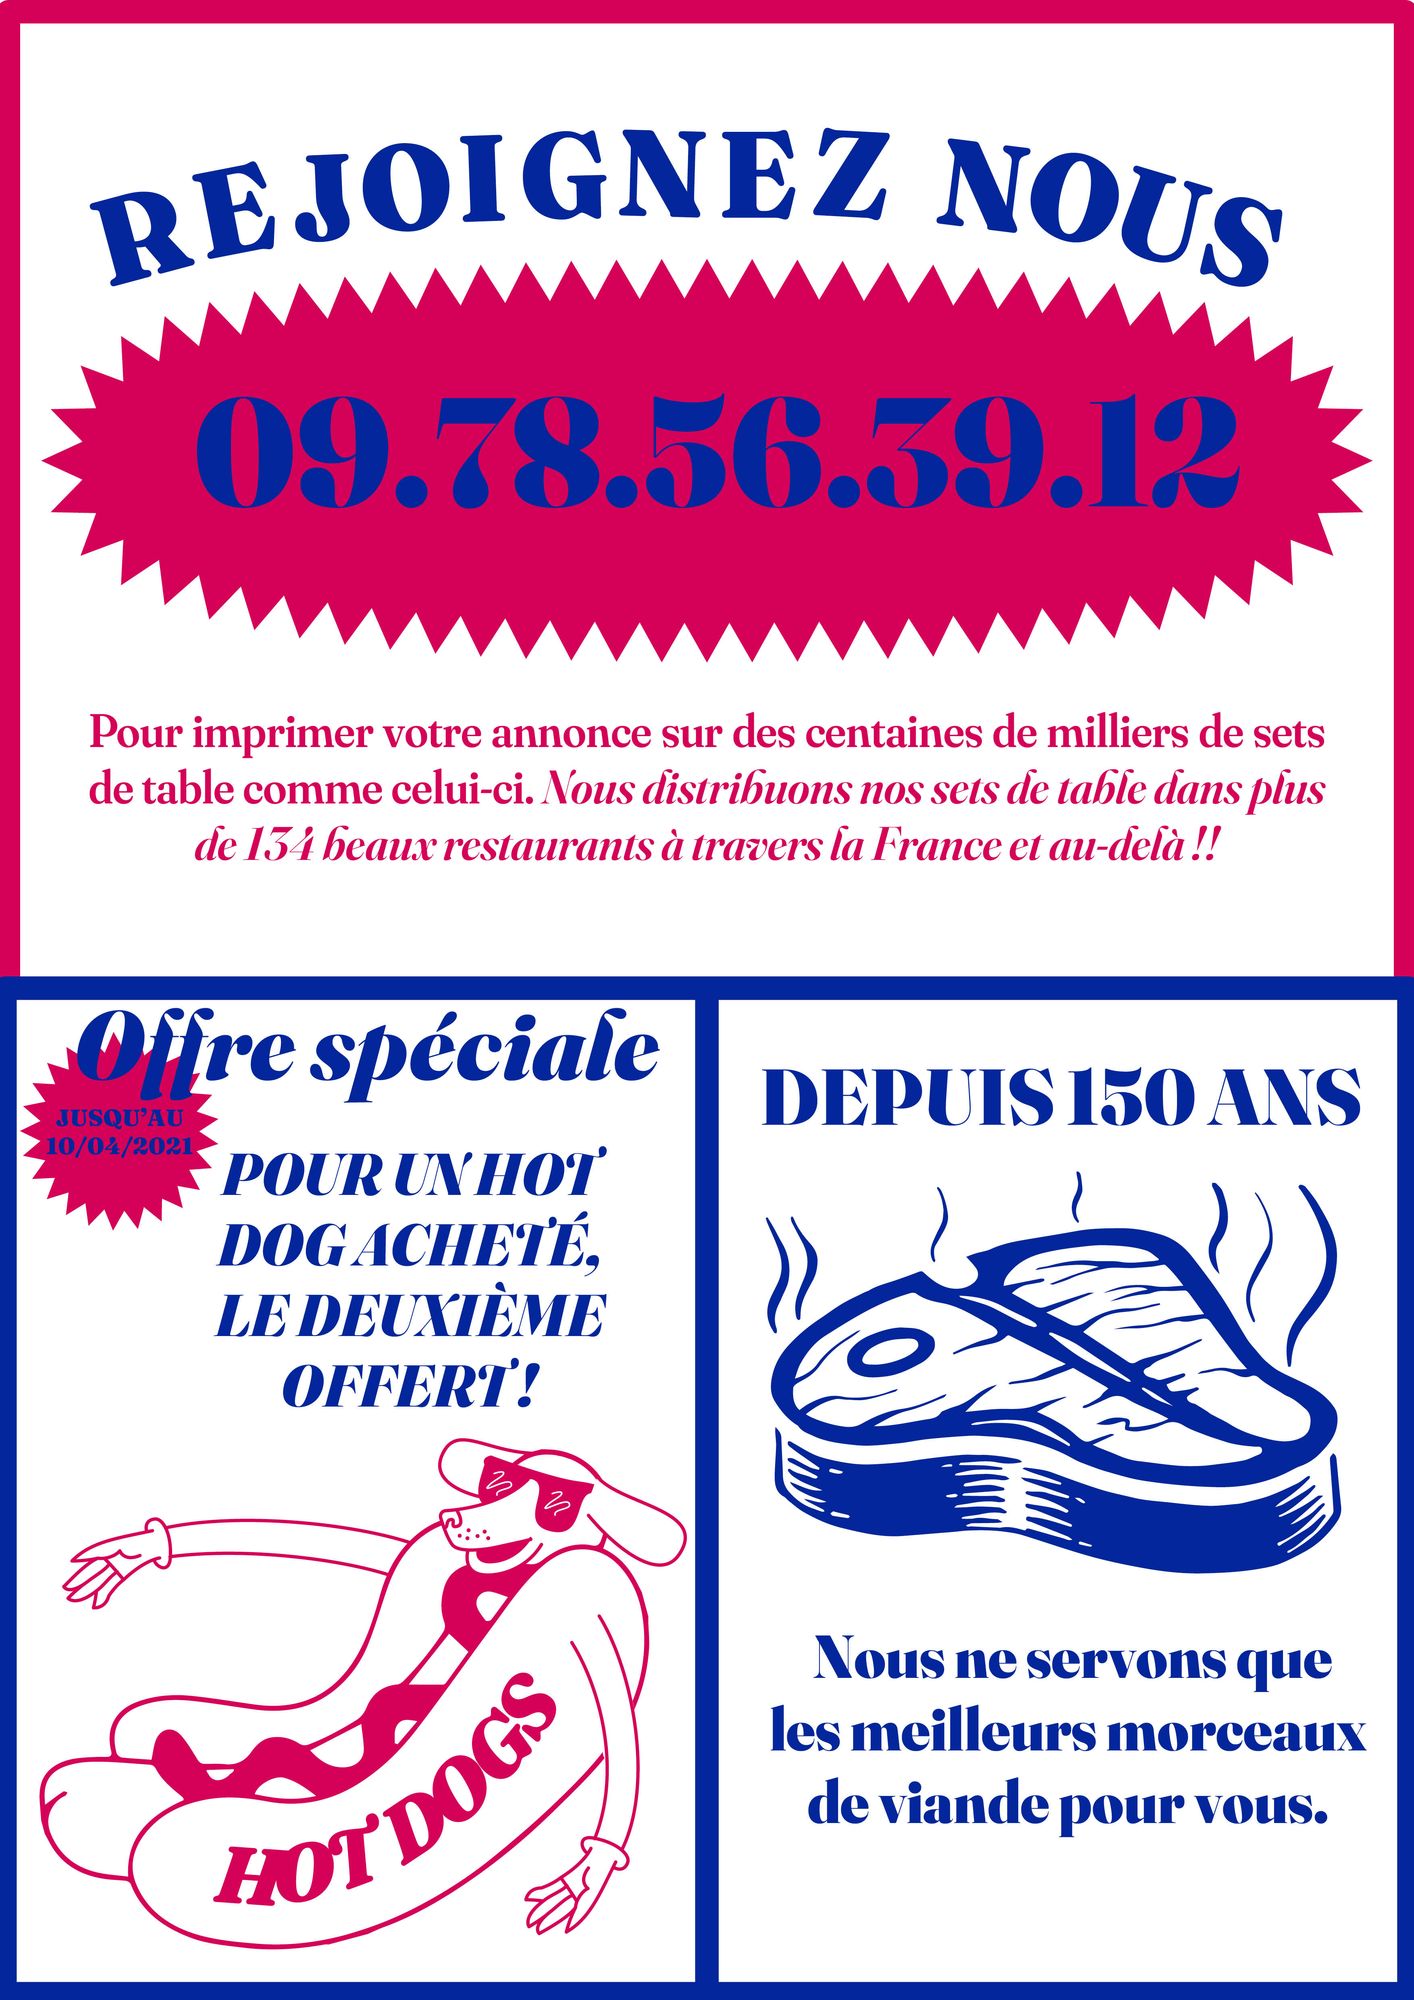 REJOIGNEZ NOUS
09.78.56.39.12
Pour imprimer votre annonce sur des centaines de milliers de sets
de table comme celui-ci. Nous distribuons nos sets de table dans plus
de 134 beaux restaurants à travers la France et au-delà !!
Offre spéciale
JUSQU'AU
10/04/2021
POUR UN HOT
DOG ACHETÉ,
LE DEUXIÈME
OFFERT !
HOT DOGS
DEPUIS 150 ANS
Nous ne servons que
les meilleurs morceaux
de viande pour vous.